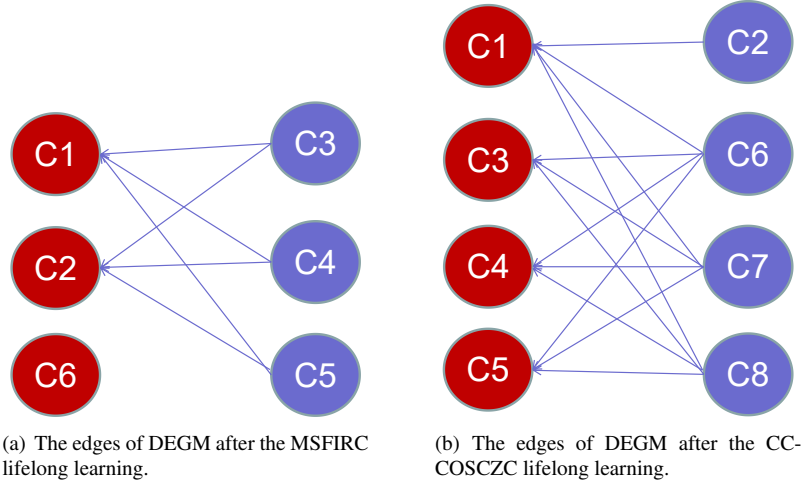 C1
C2
C6
C3
C4
C5
(a) The edges of DEGM after the MSFIRC
lifelong learning.
C1
C3
C4
C5
C2
C6
C7
C8
(b) The edges of DEGM after the CC-
COSCZC lifelong learning.